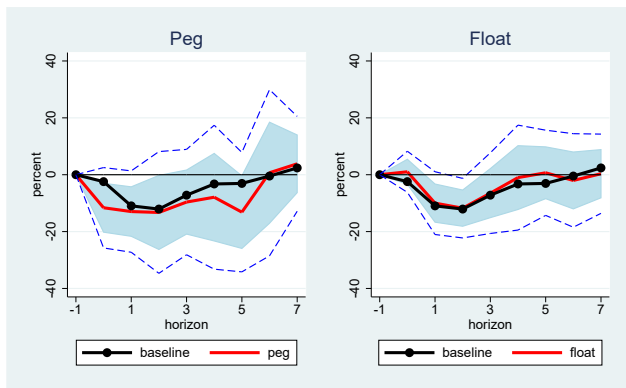 Peg
Float
40
20
0
-20
-40
percent
-1
1
3
5
7
horizon
baseline
peg
40
20
0
-20
-40
percent
-1
1
3
5
7
horizon
baseline
float